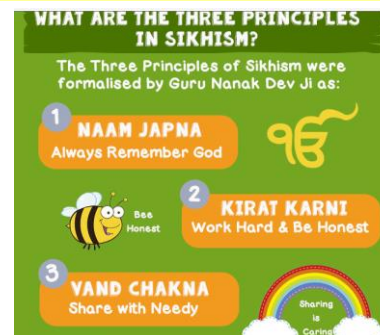 WHAT ARE THE THREE PRINCIPLES
IN SIKHISM?
The Three Principles of Sikhism were
formalised by Guru Nanak Dev Ji as:
1
NAAM JAPNA
Always Remember God
ੴ
Bee
Honest
2
KIRAT KARNI
Work Hard & Be Honest
3
VAND CHAKNA
Share with Needy
Sharing
is
Caring